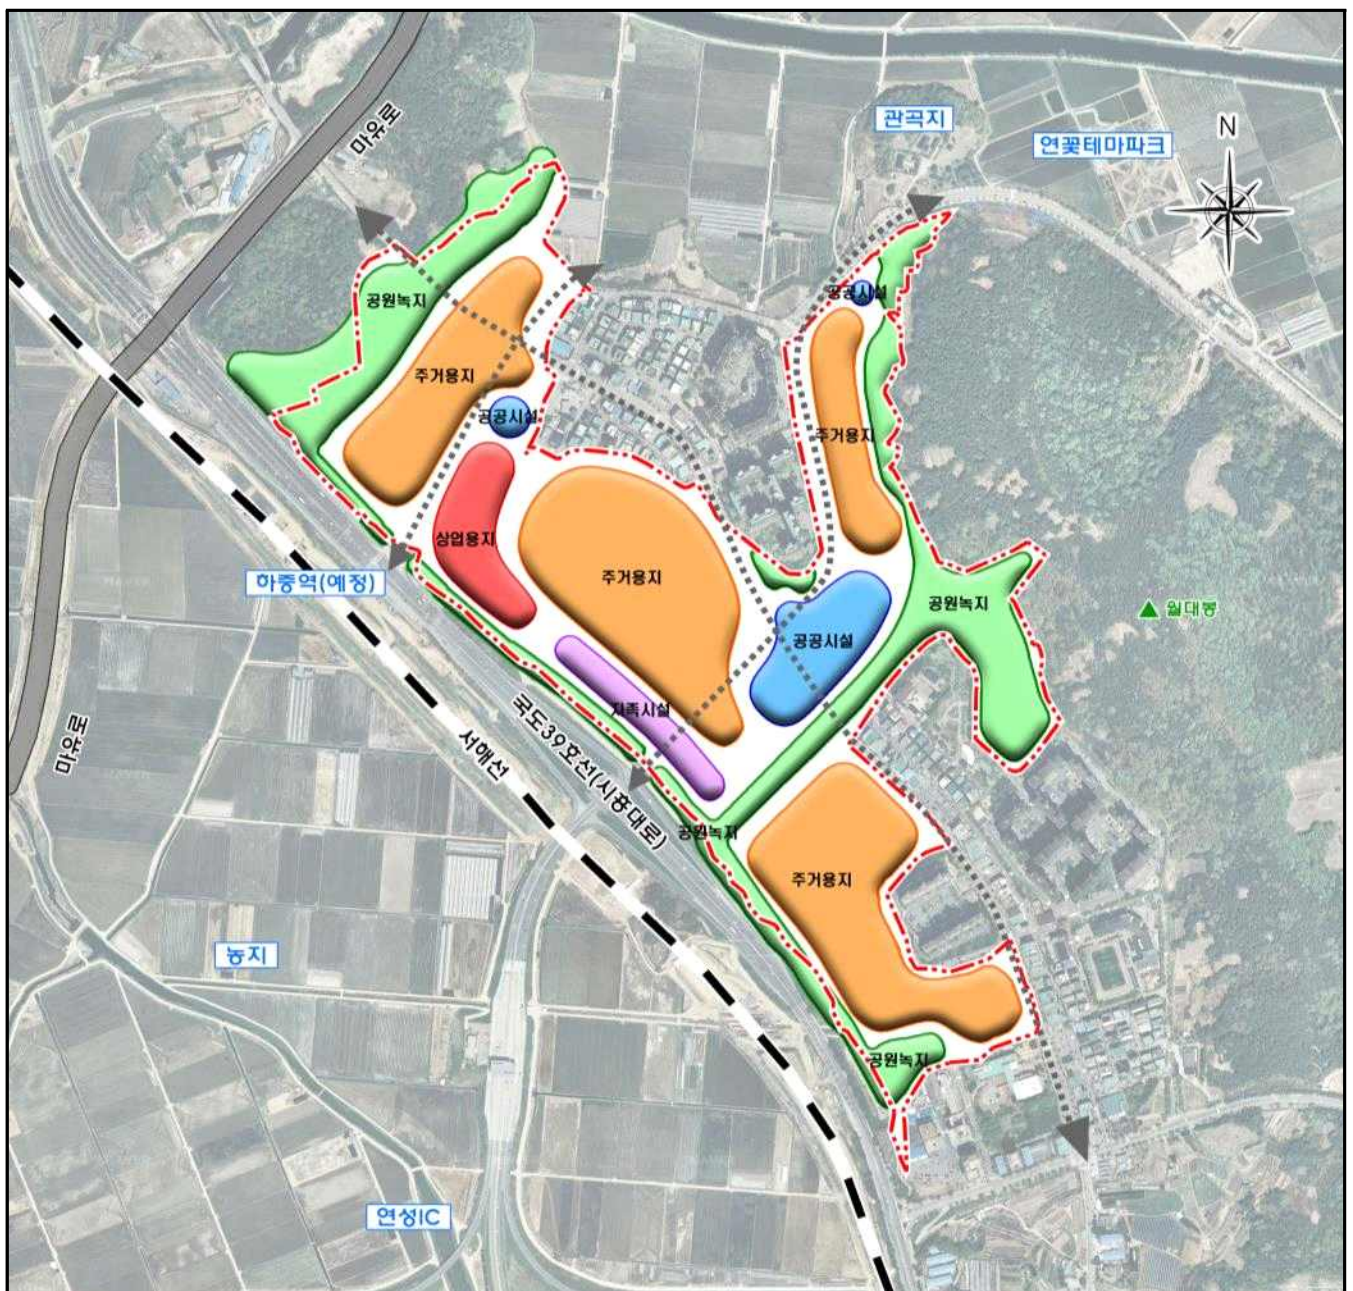 마유로
관곡지
연꽃테마파크
N
공원녹지
공공시설
주거용지
공공시설
주거용지
상업용지
하중역(예정)
주거용지
공원녹지
월대봉
공공시설
자족시설
마유로
서해선
국도39호선(시흥대로)
공원녹지
주거용지
농지
공원녹지
연성IC